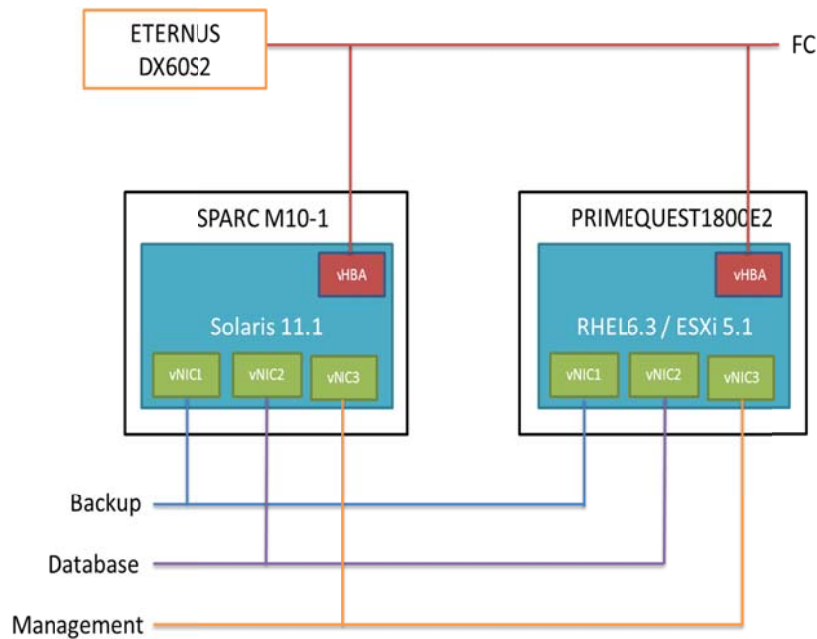 ETERNUS
DX60S2
FC
SPARC M10-1
PRIMEQUEST1800E2
vHBA
vHBA
Solaris 11.1
RHEL6.3 / ESXi 5.1
vNIC1
vNIC2
vNIC3
vNIC1
vNIC2
vNIC3
Backup
Database
Management